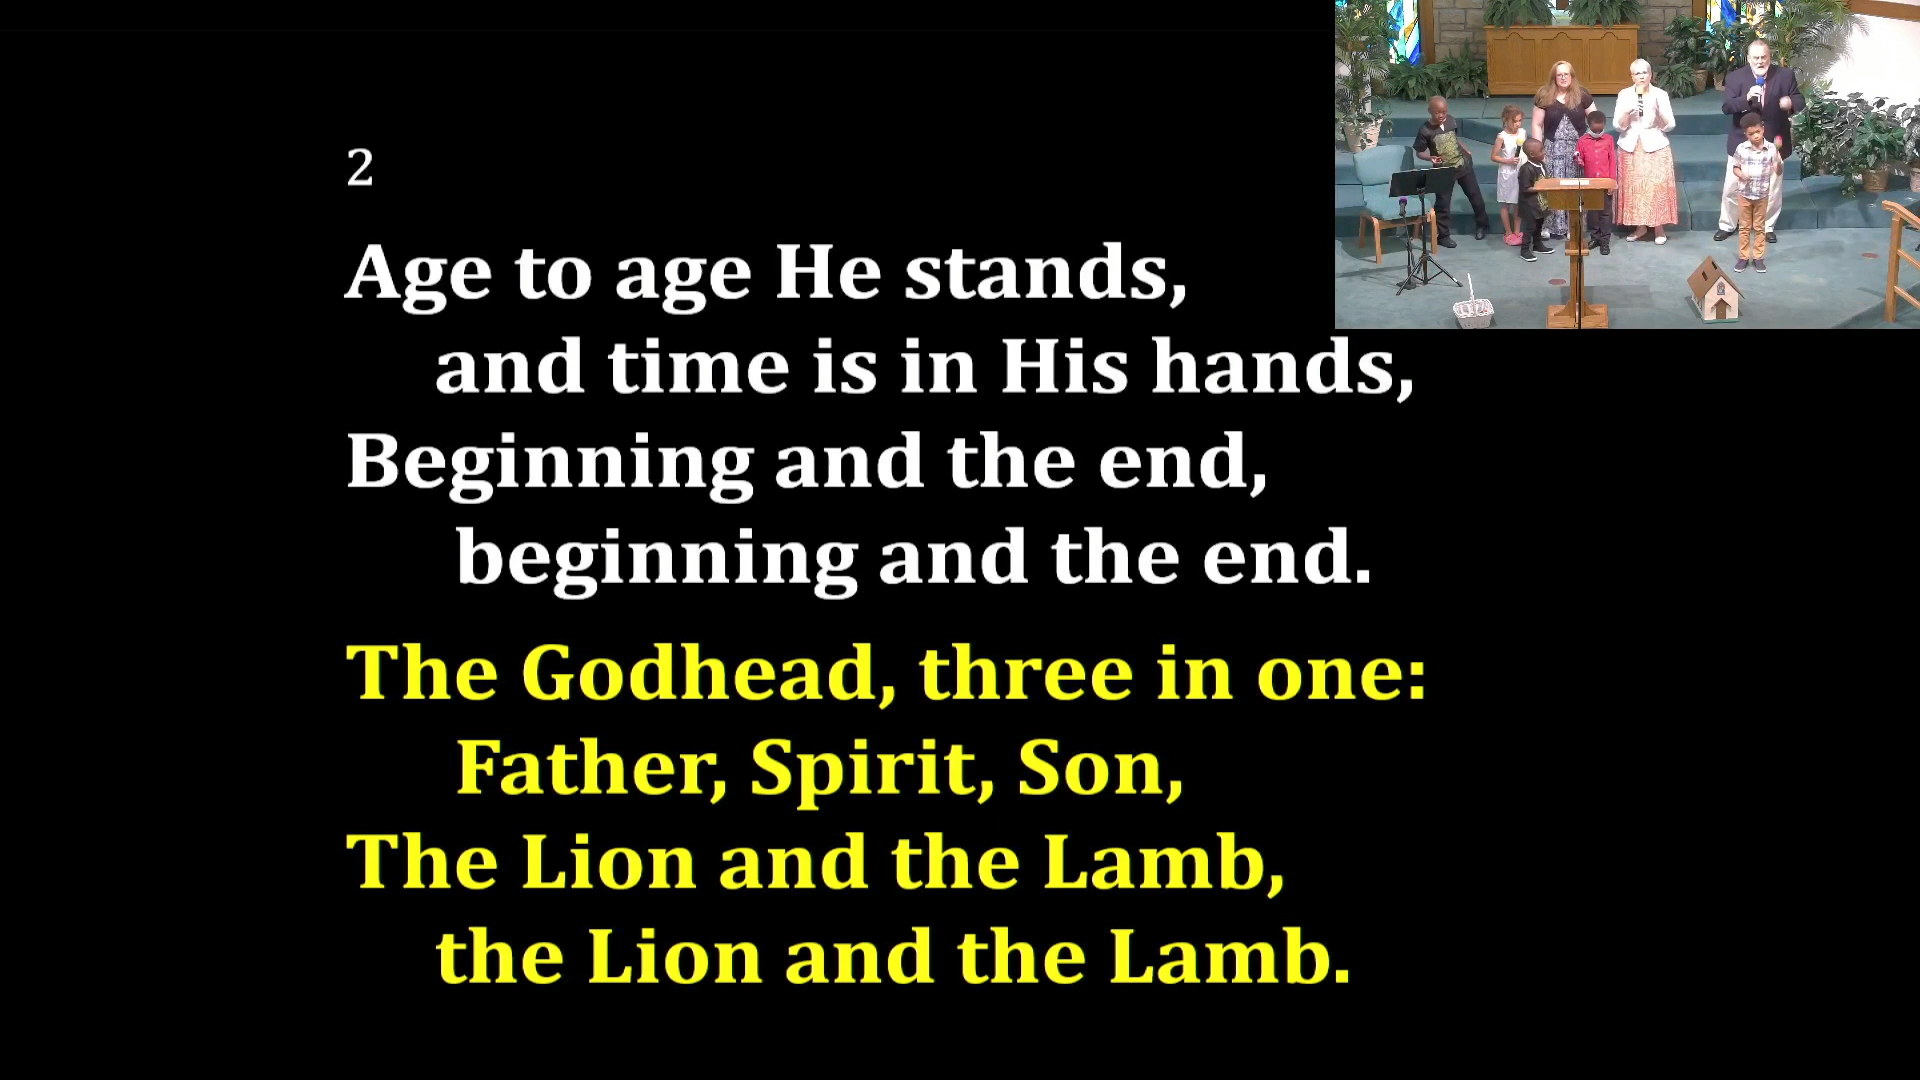 2
Age to age He stands,
and time is in His hands,
Beginning and the end,
beginning and the end.
The Godhead, three in one:
Father, Spirit, Son,
The Lion and the Lamb,
the Lion and the Lamb.